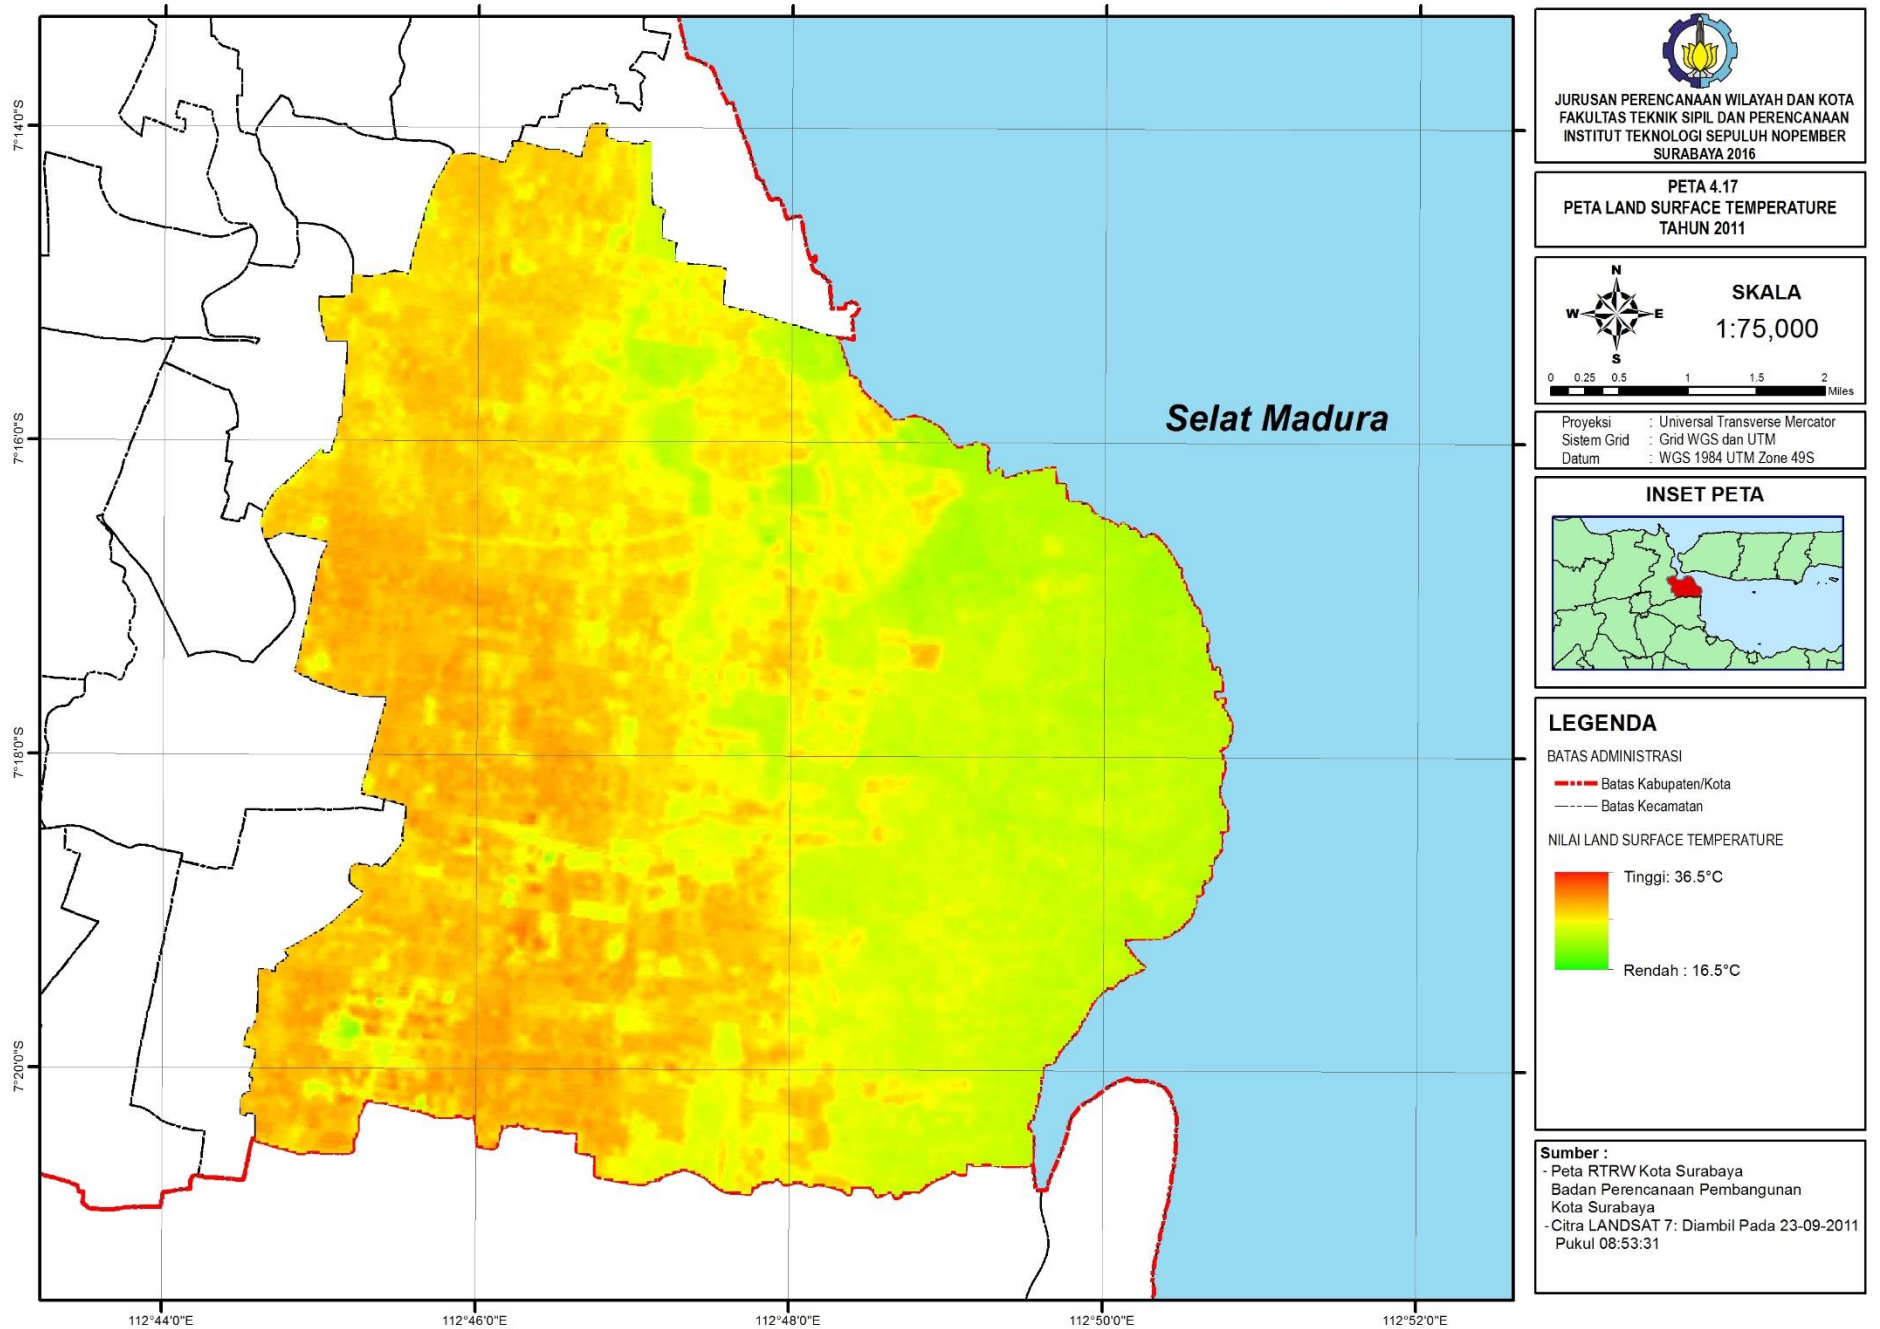 7°14'0"S
7°16'0"S
7°18'0"S
7°20'0"S
112°44'0"E
112°46'0"E
112°48'0"E
112°50'0"E
112°52'0"E
Selat Madura
JURUSAN PERENCANAAN WILAYAH DAN KOTA
FAKULTAS TEKNIK SIPIL DAN PERENCANAAN
INSTITUT TEKNOLOGI SEPULUH NOPEMBER
SURABAYA 2016
PETA 4.17
PETA LAND SURFACE TEMPERATURE
TAHUN 2011
N
W
E
S
SKALA
1:75,000
0 0.25 0.5 1 1.5 2
Miles
Proyeksi : Universal Transverse Mercator
Sistem Grid : Grid WGS dan UTM
Datum : WGS 1984 UTM Zone 49S
INSET PETA
LEGENDA
BATAS ADMINISTRASI
Batas Kabupaten/Kota
Batas Kecamatan
NILAI LAND SURFACE TEMPERATURE
Tinggi: 36.5°C
Rendah : 16.5°C
Sumber :
- Peta RTRW Kota Surabaya
Badan Perencanaan Pembangunan
Kota Surabaya
- Citra LANDSAT 7: Diambil Pada 23-09-2011
Pukul 08:53:31